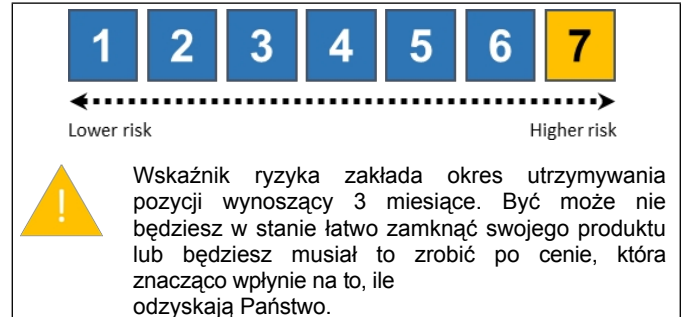 1 2 3 4 5 6 7
Lower risk Higher risk
!
Wskaźnik ryzyka zakłada okres utrzymywania
pozycji wynoszący 3 miesiące. Być może nie
będziesz w stanie łatwo zamknąć swojego produktu
lub będziesz musiał to zrobić po cenie, która
znacząco wpłynie na to, ile
odzyskają Państwo.